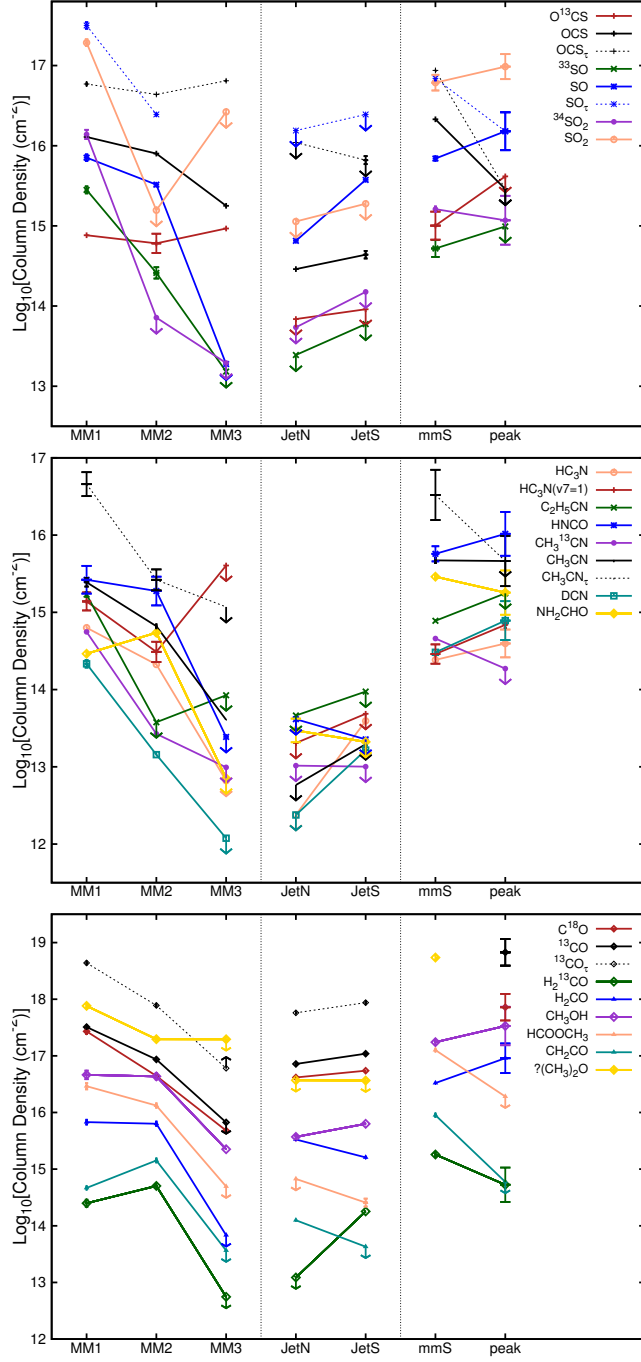 O¹³CS
OCS
OCS_τ
³³SO
SO
SO_τ
³⁴SO₂
SO₂
Log₁₀[Column Density (cm⁻²)]
17
16
15
14
13
MM1 MM2 MM3 JetN JetS mmS peak
HC₃N
HC₃N(v7=1)
C₂H₅CN
HNCO
CH₃¹³CN
CH₃CN
CH₃CN_τ
DCN
NH₂CHO
Log₁₀[Column Density (cm⁻²)]
17
16
15
14
13
12
MM1 MM2 MM3 JetN JetS mmS peak
C¹⁸O
¹³CO
¹³CO_τ
H₂¹³CO
H₂CO
CH₃OH
HCOOCH₃
CH₂CO
?(CH₃)₂O
Log₁₀[Column Density (cm⁻²)]
19
18
17
16
15
14
13
12
MM1 MM2 MM3 JetN JetS mmS peak